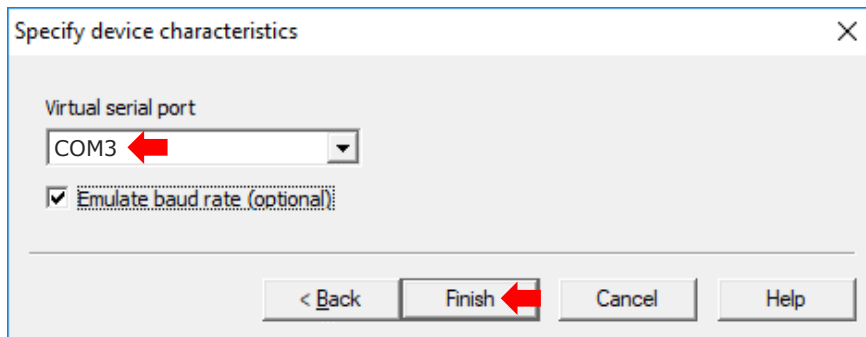 Specify device characteristics
Virtual serial port
COM3
Emulate baud rate (optional)
< Back Finish Cancel Help